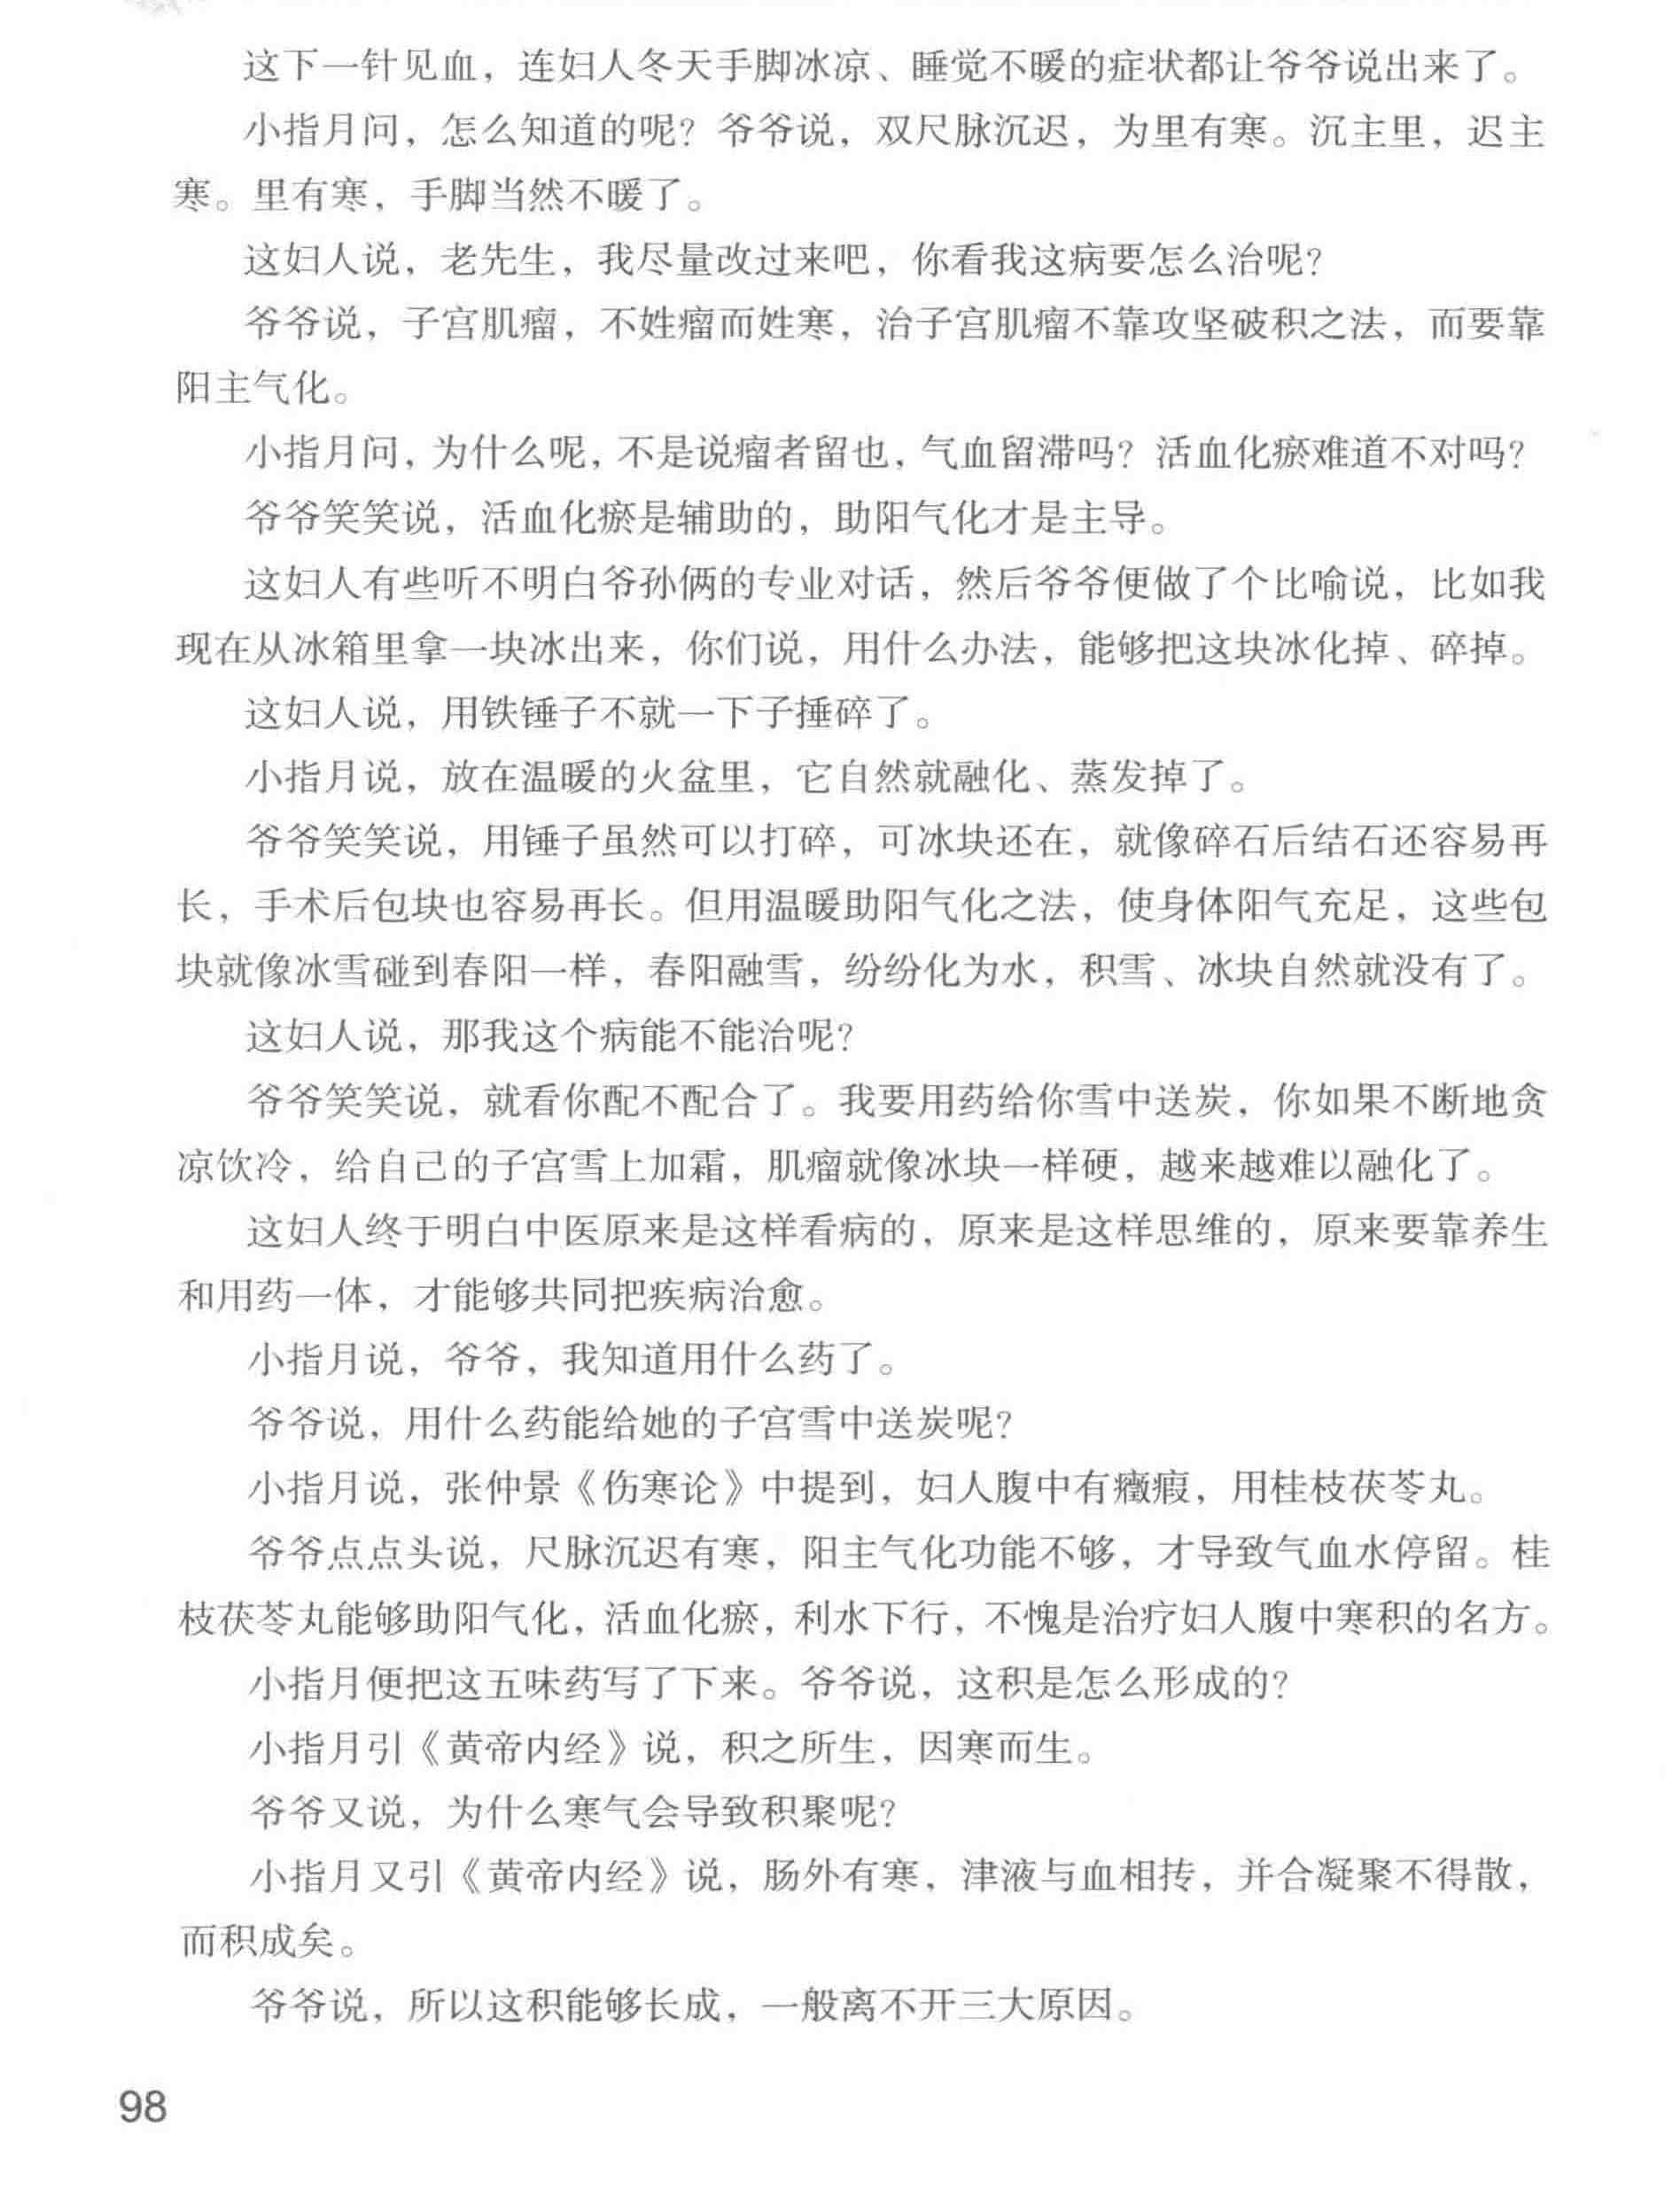 这下一针见血，连妇人冬天手脚冰凉、睡觉不暖的症状都让爷爷说出来了。
小指月问，怎么知道的呢？爷爷说，双尺脉沉迟，为里有寒。沉主里，迟主
寒。里有寒，手脚当然不暖了。
这妇人说，老先生，我尽量改过来吧，你看我这病要怎么治呢？
爷爷说，子宫肌瘤，不姓瘤而姓寒，治子宫肌瘤不靠攻坚破积之法，而要靠
阳主气化。
小指月问，为什么呢，不是说瘤者留也，气血留滞吗？活血化瘀难道不对吗？
爷爷笑笑说，活血化瘀是辅助的，助阳气化才是主导。
这妇人有些听不明白爷孙俩的专业对话，然后爷爷便做了个比喻说，比如我
现在从冰箱里拿一块冰出来，你们说，用什么办法，能够把这块冰化掉、碎掉。
这妇人说，用铁锤子不就一下子捶碎了。
小指月说，放在温暖的火盆里，它自然就融化、蒸发掉了。
爷爷笑笑说，用锤子虽然可以打碎，可冰块还在，就像碎石后结石还容易再
长，手术后包块也容易再长。但用温暖助阳气化之法，使身体阳气充足，这些包
块就像冰雪碰到春阳一样，春阳融雪，纷纷化为水，积雪、冰块自然就没有了。
这妇人说，那我这个病能不能治呢？
爷爷笑笑说，就看你配不配合了。我要用药给你雪中送炭，你如果不断地贪
凉饮冷，给自己的子宫雪上加霜，肌瘤就像冰块一样硬，越来越难以融化了。
这妇人终于明白中医原来是这样看病的，原来是这样思维的，原来要靠养生
和用药一体，才能够共同把疾病治愈。
小指月说，爷爷，我知道用什么药了。
爷爷说，用什么药能给她的子宫雪中送炭呢？
小指月说，张仲景《伤寒论》中提到，妇人腹中有癥瘕，用桂枝茯苓丸。
爷爷点点头说，尺脉沉迟有寒，阳主气化功能不够，才导致气血水停留。桂
枝茯苓丸能够助阳气化，活血化瘀，利水下行，不愧是治疗妇人腹中寒积的名方。
小指月便把这五味药写了下来。爷爷说，这积是怎么形成的？
小指月引《黄帝内经》说，积之所生，因寒而生。
爷爷又说，为什么寒气会导致积聚呢？
小指月又引《黄帝内经》说，肠外有寒，津液与血相抟，并合凝聚不得散，
而积成矣。
爷爷说，所以这积能够长成，一般离不开三大原因。
98